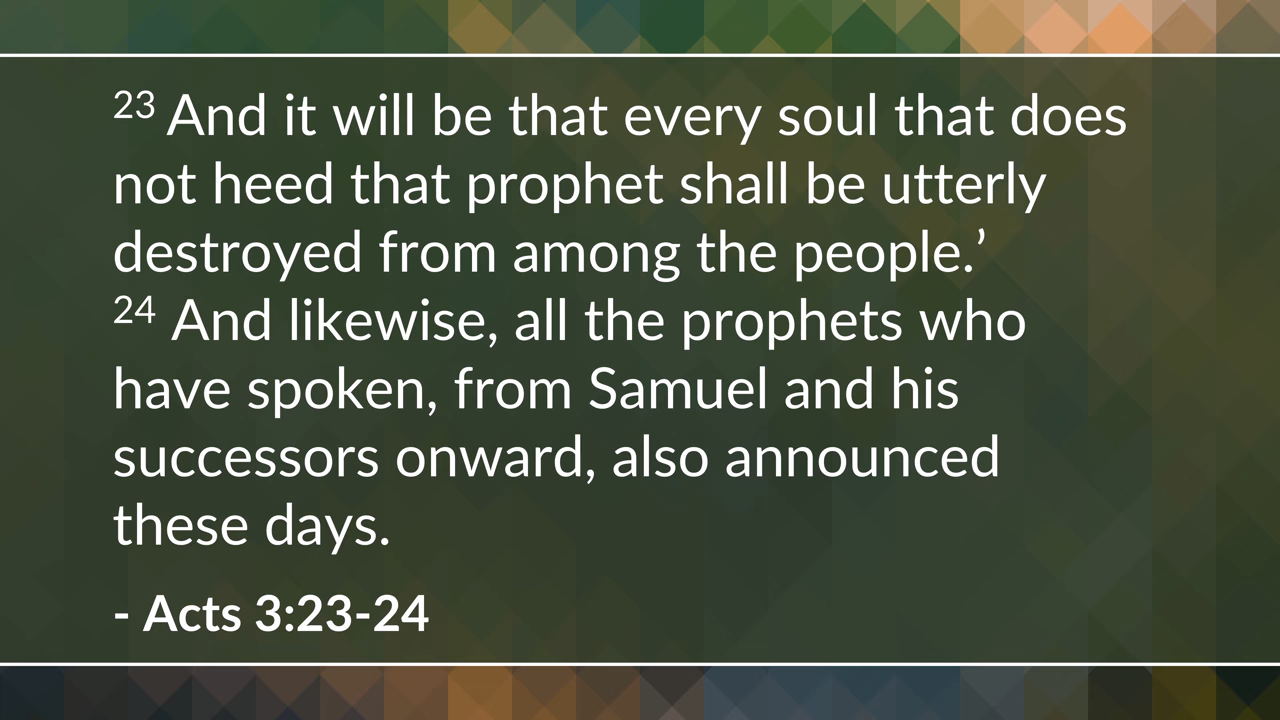 23 And it will be that every soul that does
not heed that prophet shall be utterly
destroyed from among the people.’
24 And likewise, all the prophets who
have spoken, from Samuel and his
successors onward, also announced
these days.
- Acts 3:23-24